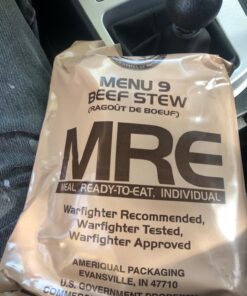 MENU 9
BEEF STEW
(RAGOÛT DE BOEUF)
MRE
MEAL, READY-TO-EAT, INDIVIDUAL
Warfighter Recommended,
Warfighter Tested,
Warfighter Approved
AMERIQUAL PACKAGING
EVANSVILLE, IN 47710
U.S. GOVERNMENT